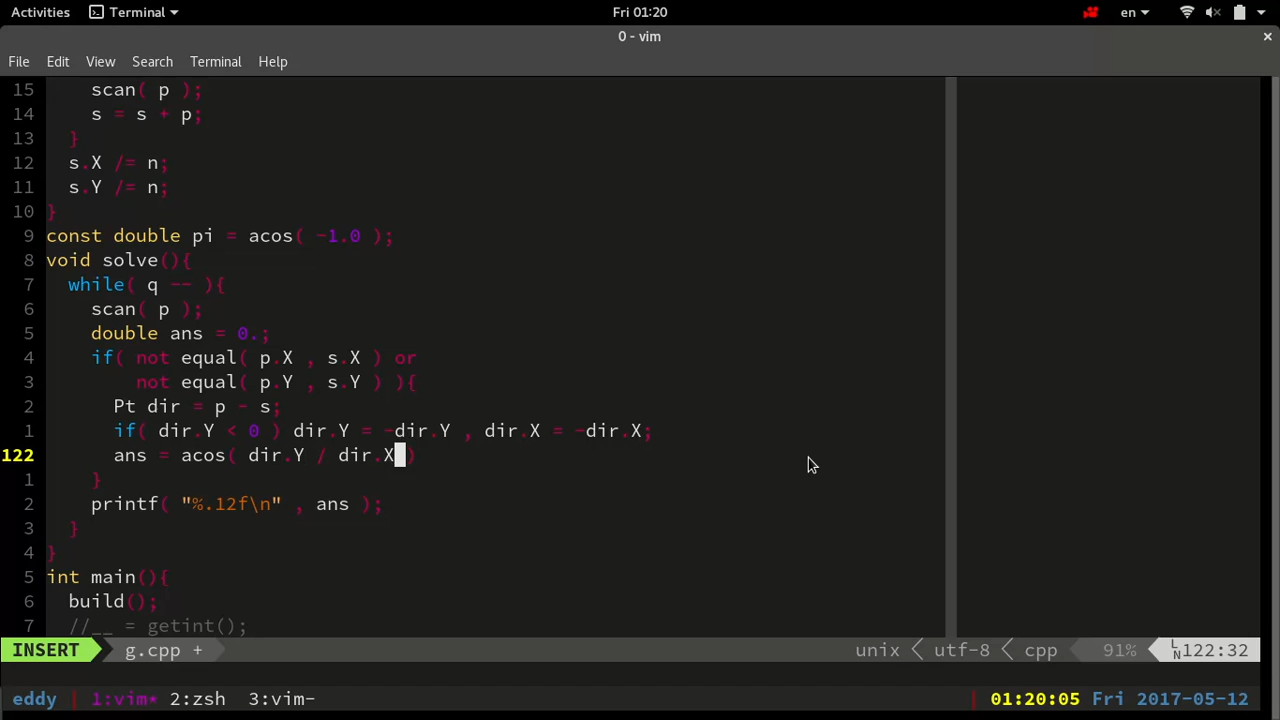 Activities Terminal Fri 01:20 en
0 - vim ×
File Edit View Search Terminal Help
15 scan( p );
14 s = s + p;
13 }
12 s.X /= n;
11 s.Y /= n;
10 }
9 const double pi = acos( -1.0 );
8 void solve(){
7 while( q -- ){
6 scan( p );
5 double ans = 0.;
4 if( not equal( p.X , s.X ) or
3 not equal( p.Y , s.Y ) ){
2 Pt dir = p - s;
1 if( dir.Y < 0 ) dir.Y = -dir.Y , dir.X = -dir.X;
122 ans = acos( dir.Y / dir.X )
1 }
2 printf( "%.12f\n" , ans );
3 }
4 }
5 int main(){
6 build();
7 //__ = getint();
INSERT g.cpp + unix utf-8 cpp 91% LN 122:32
eddy 1:vim* 2:zsh 3:vim- 01:20:05 Fri 2017-05-12